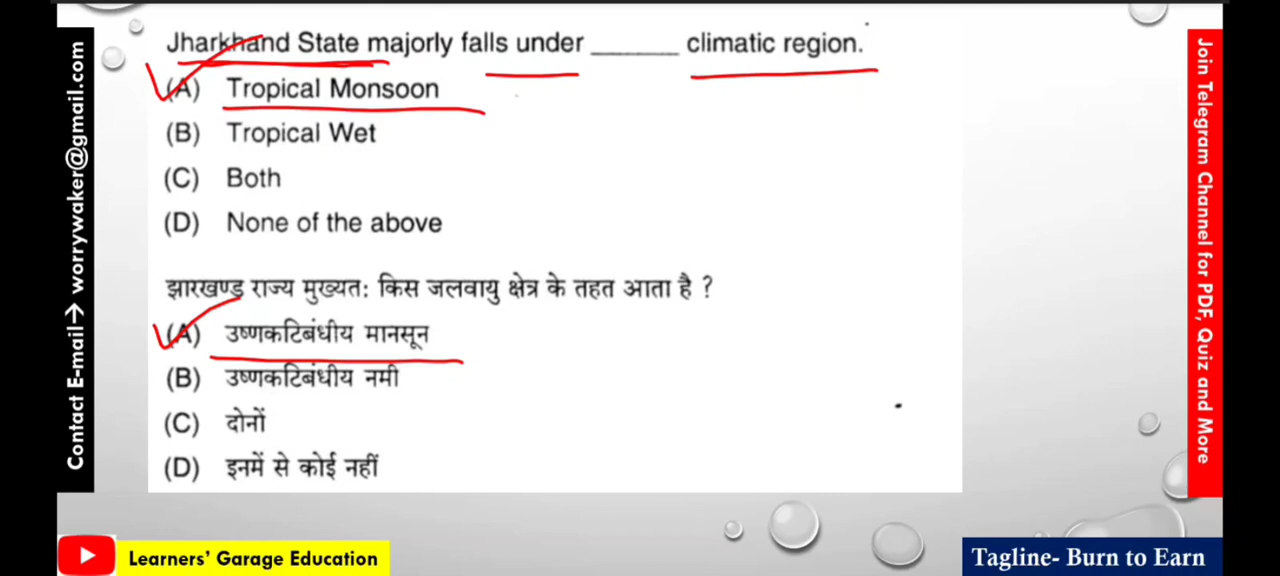 Jharkhand State majorly falls under ______ climatic region.
(A) Tropical Monsoon
(B) Tropical Wet
(C) Both
(D) None of the above
झारखण्ड राज्य मुख्यतः किस जलवायु क्षेत्र के तहत आता है ?
(A) उष्णकटिबंधीय मानसून
(B) उष्णकटिबंधीय नमी
(C) दोनों
(D) इनमें से कोई नहीं
Contact E-mail→ worrywaker@gmail.com
Join Telegram Channel for PDF, Quiz and More
Learners' Garage Education
Tagline- Burn to Earn